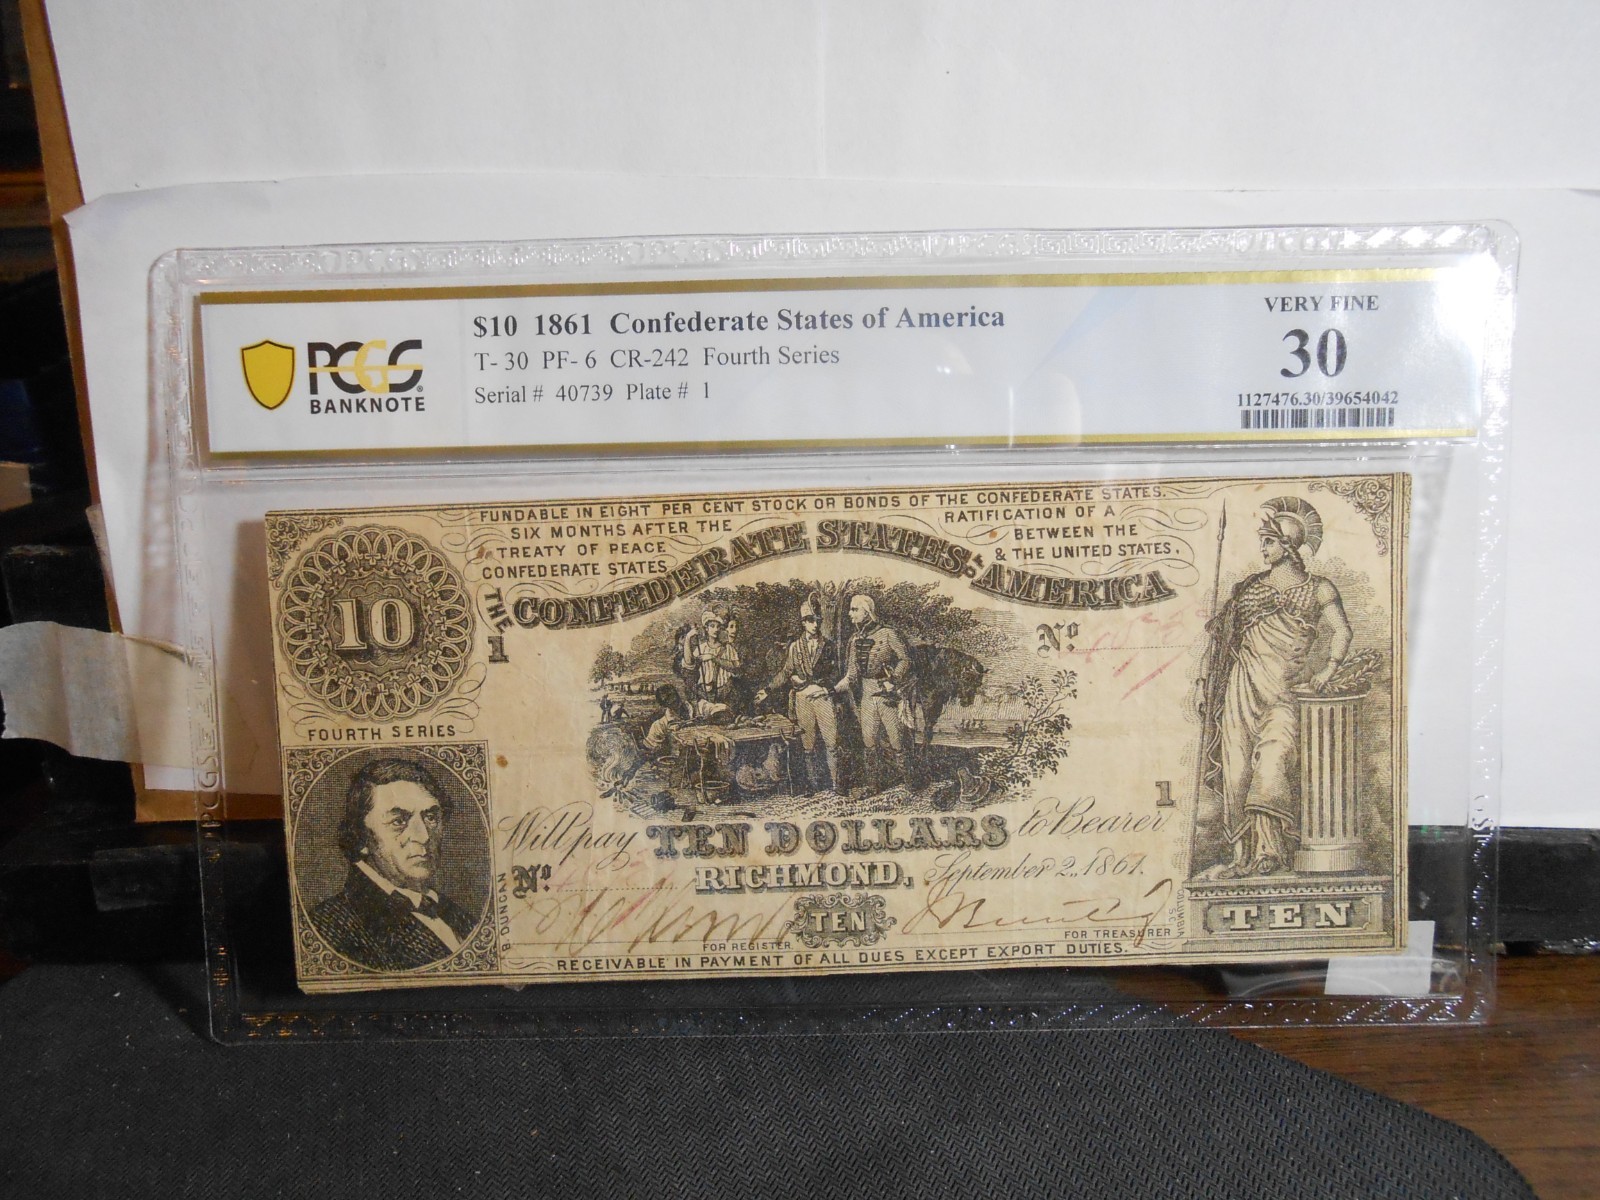 PCGS
BANKNOTE
$10 1861 Confederate States of America
T- 30 PF- 6 CR-242 Fourth Series
Serial # 40739 Plate # 1
VERY FINE
30
1127476.30/39654042
FUNDABLE IN EIGHT PER CENT STOCK OR BONDS OF THE CONFEDERATE STATES.
SIX MONTHS AFTER THE RATIFICATION OF A
TREATY OF PEACE BETWEEN THE
CONFEDERATE STATES & THE UNITED STATES.
THE CONFEDERATE STATES OF AMERICA
10
1
No.
FOURTH SERIES
1
Will pay TEN DOLLARS to Bearer
No. RICHMOND, September 2, 1861.
B. DUNCAN
TEN
FOR REGISTER
FOR TREASURER
COLUMBIA S.C.
TEN
RECEIVABLE IN PAYMENT OF ALL DUES EXCEPT EXPORT DUTIES.